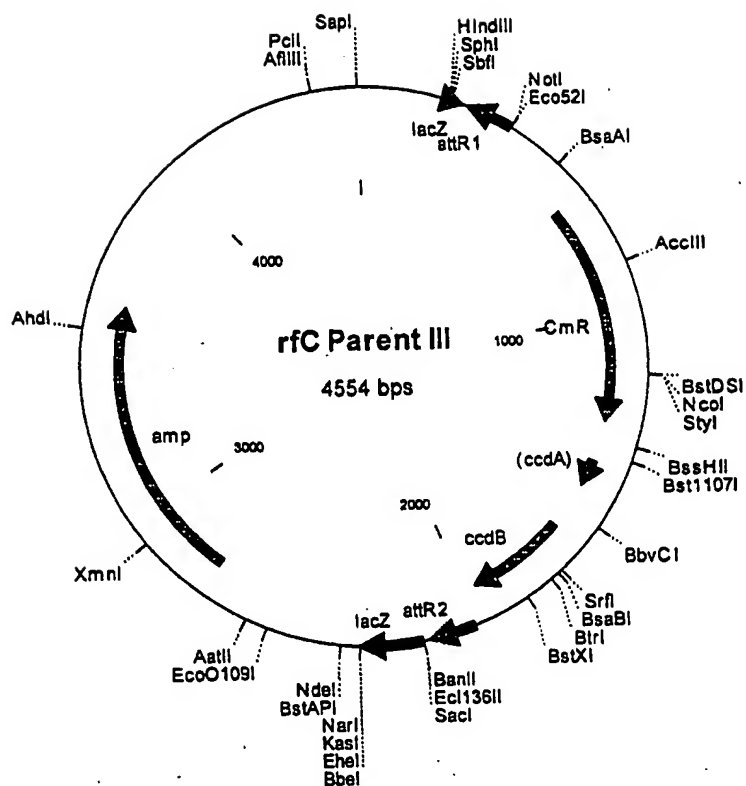 SapI
PciI
AflIII
HindIII
SphI
SbfI
NotI
Eco52I
BsaAI
AccIII
BstDSI
NcoI
StyI
BssHII
Bst1107I
BbvCI
SrfI
BsaBI
BtrI
BstXI
BanII
Ecl136II
SacI
NdeI
BstAPI
NarI
KasI
EheI
BbeI
AatII
EcoO109I
XmnI
AhdI
lacZ
attR1
CmR
(ccdA)
ccdB
attR2
lacZ
amp
1000
2000
3000
4000
rfC Parent III
4554 bps